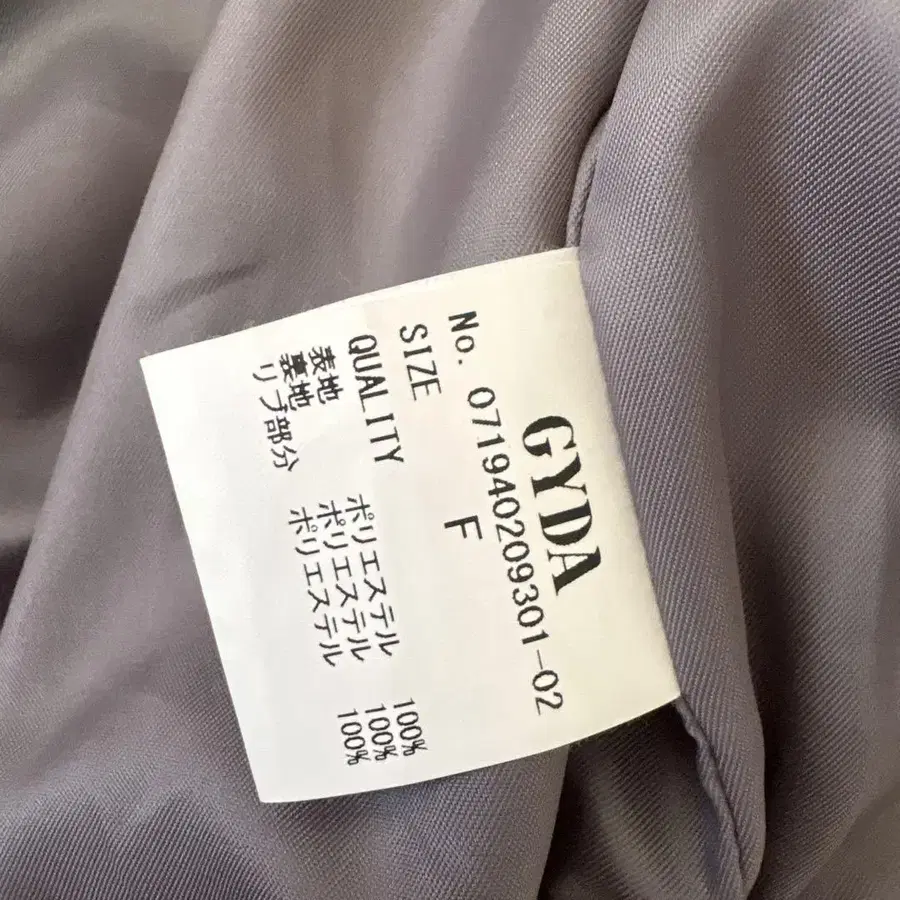 GYDA
No. 071940209301-02
SIZE F
QUALITY
表地 ポリエステル 100%
裏地 ポリエステル 100%
リブ部分 ポリエステル 100%